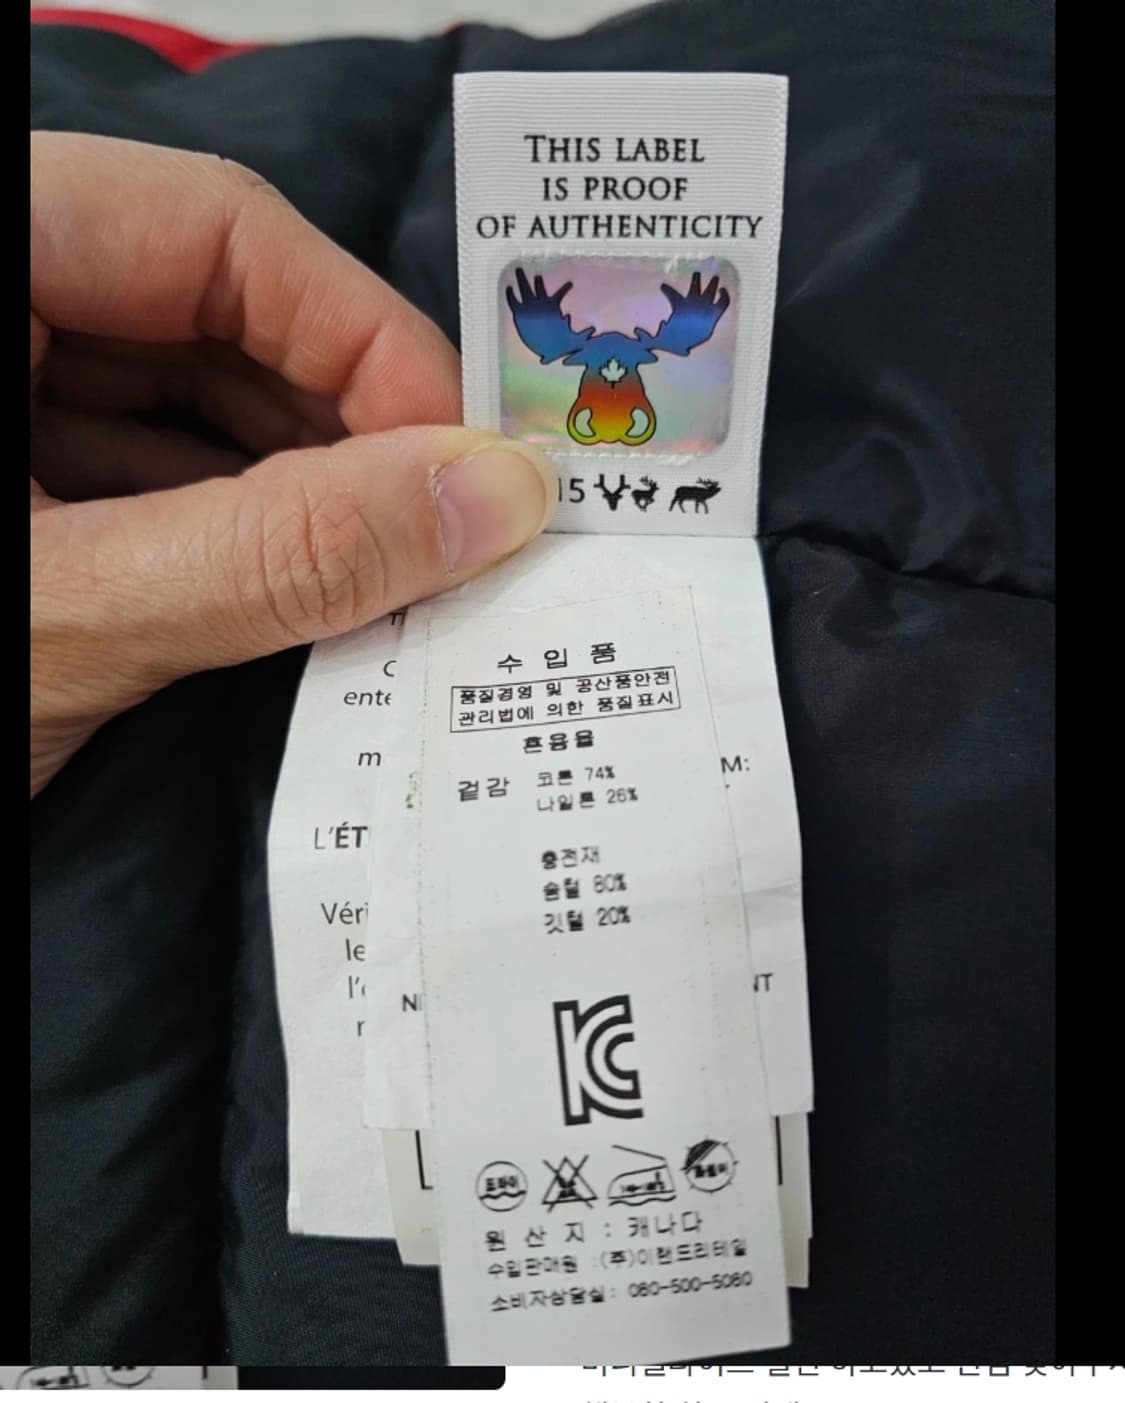 THIS LABEL
IS PROOF
OF AUTHENTICITY
15
수 입 품
품질경영 및 공산품안전
관리법에 의한 품질표시
혼용율
겉감 코튼 74%
나일론 26%
충전재
솜털 80%
깃털 20%
M:
L'ÉT
Véri
le
m
원 산 지 : 캐나다
수입판매원 :(주)이랜드리테일
소비자상담실: 080-500-5080